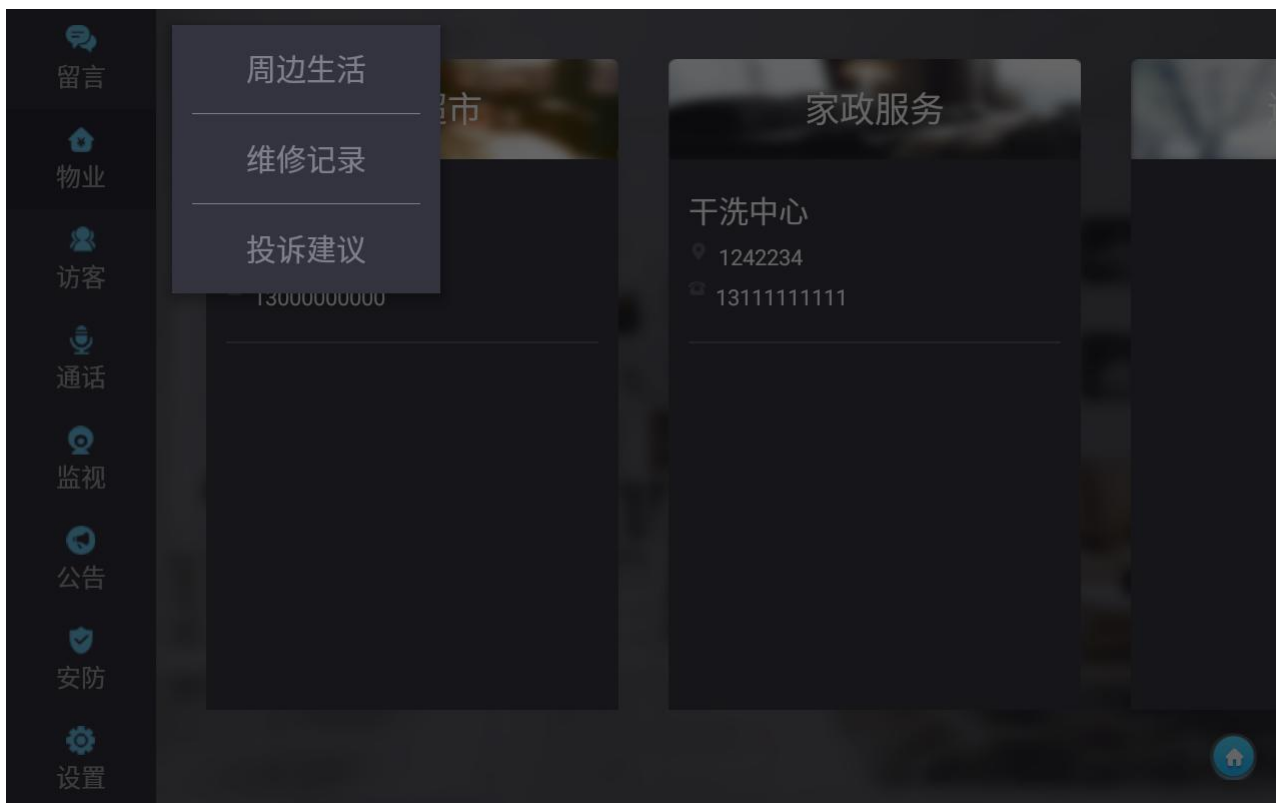 留言
物业
访客
通话
监视
公告
安防
设置
周边生活
维修记录
投诉建议
超市
13000000000
家政服务
干洗中心
1242234
13111111111